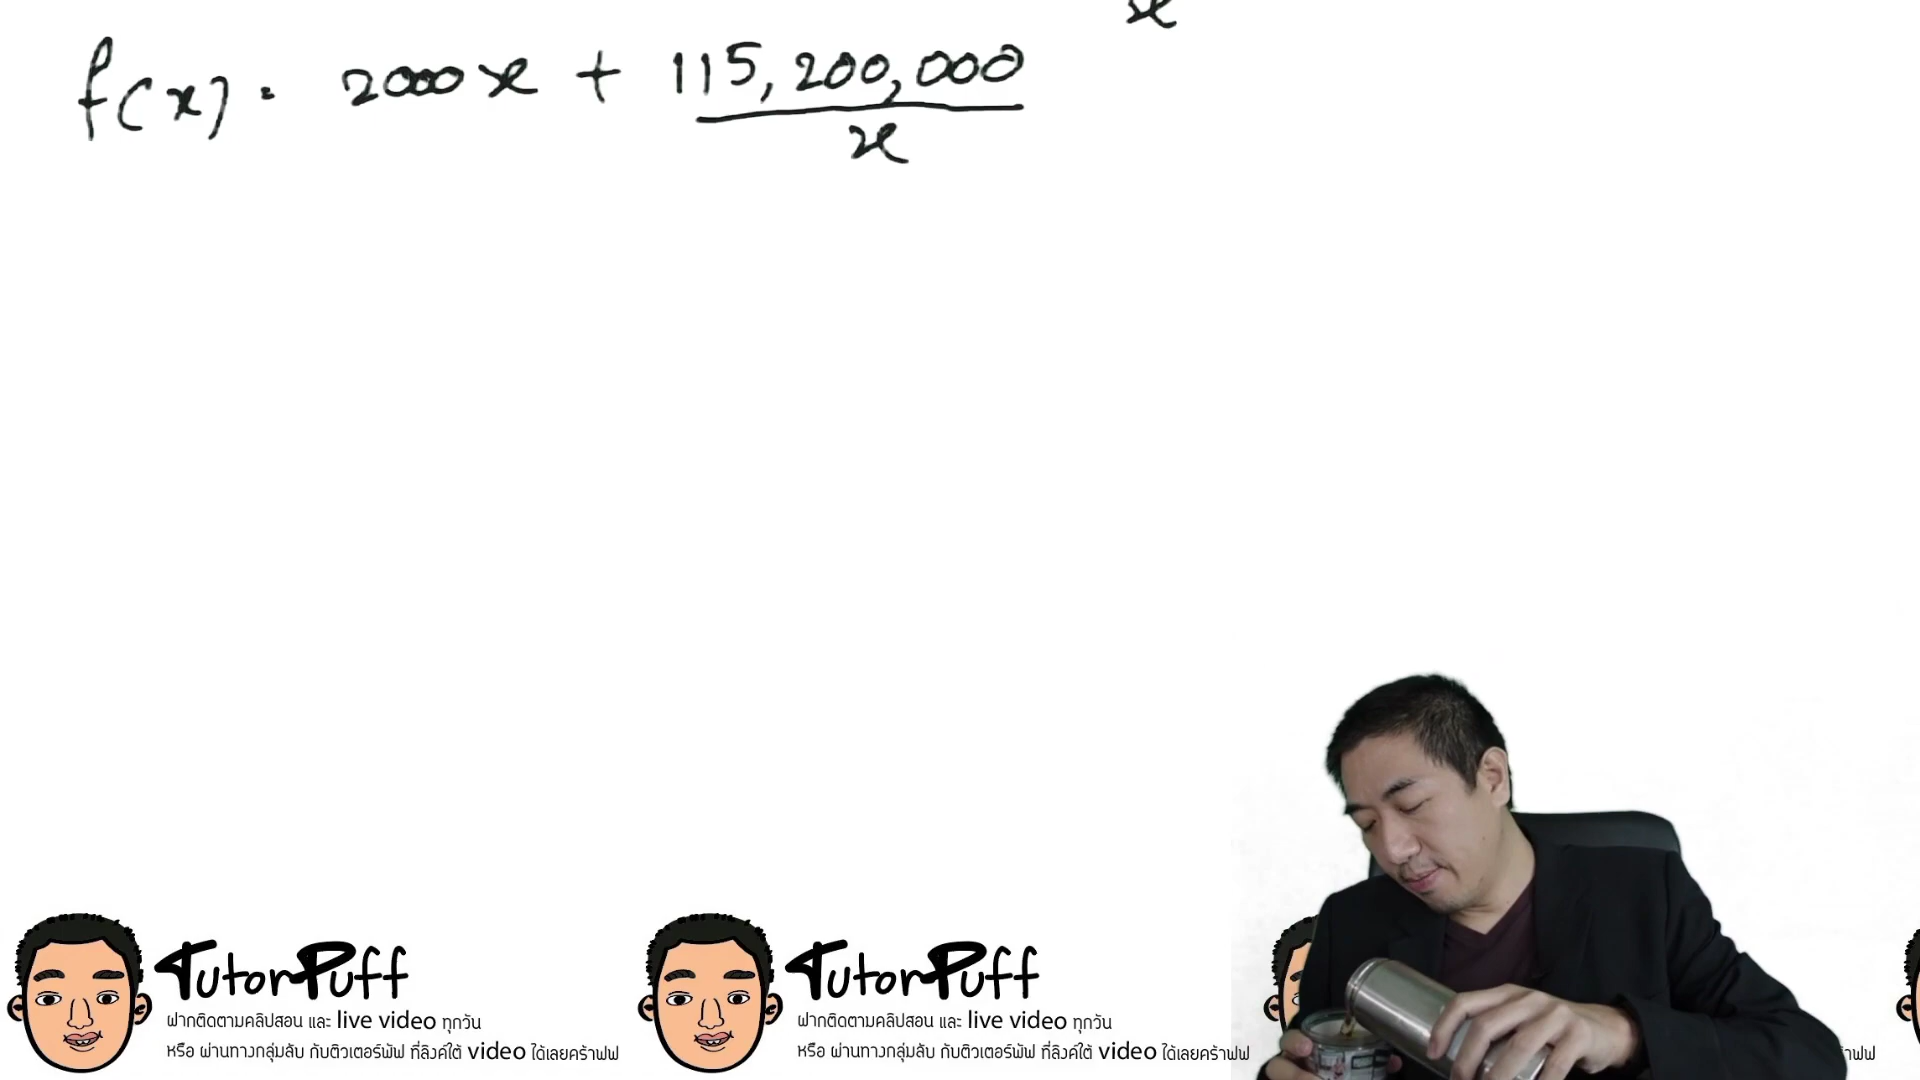 x
f(x) = 2000x + 115,200,000
x
TutorPuff
ฝากติดตามคลิปสอน และ live video ทุกวัน
หรือ ผ่านทางกลุ่มลับ กับติวเตอร์พัฟ ที่ลิงค์ใต้ video ได้เลยคร้าฟฟ
TutorPuff
ฝากติดตามคลิปสอน และ live video ทุกวัน
หรือ ผ่านทางกลุ่มลับ กับติวเตอร์พัฟ ที่ลิงค์ใต้ video ได้เลยคร้าฟฟ